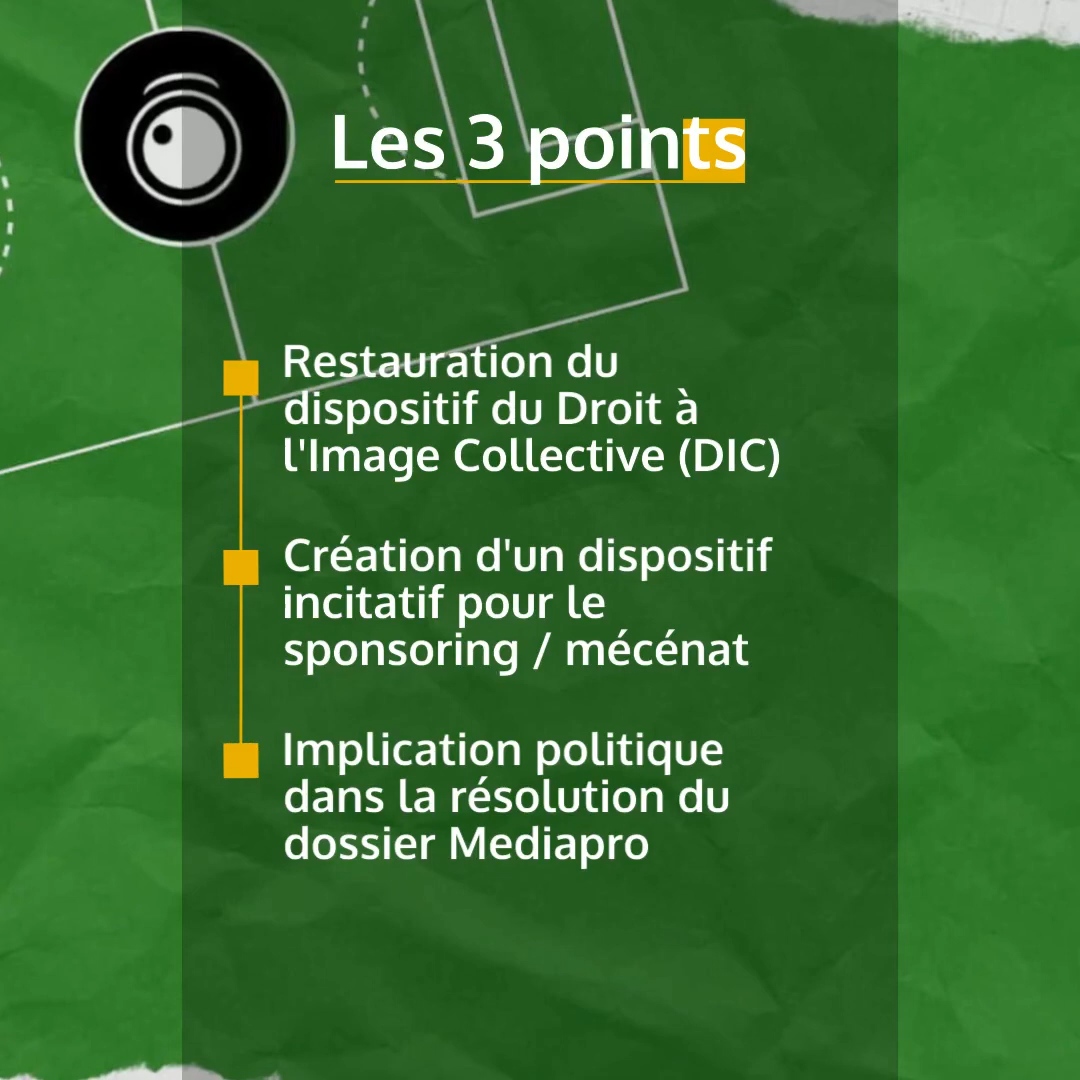 Les 3 points
Restauration du
dispositif du Droit à
l'Image Collective (DIC)
Création d'un dispositif
incitatif pour le
sponsoring / mécénat
Implication politique
dans la résolution du
dossier Mediapro